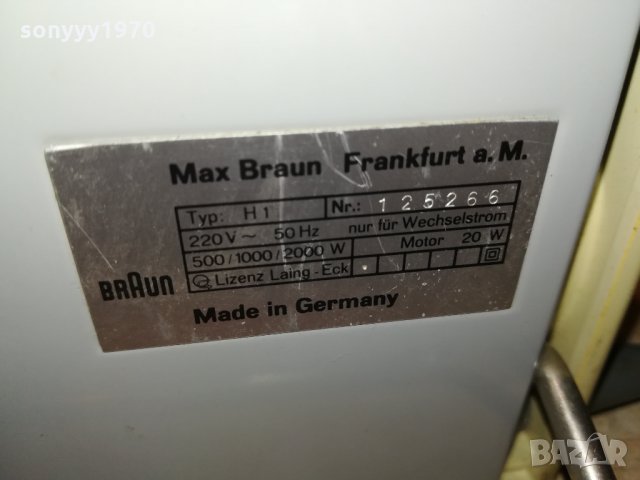 sonyyy1970
Max Braun Frankfurt a. M.
Typ: H 1 Nr.: 125266
220 V ~ 50 Hz nur für Wechselstrom
500/1000/2000 W Motor 20 W
Lizenz Laing-Eck
BRAUN
Made in Germany
BAZAR